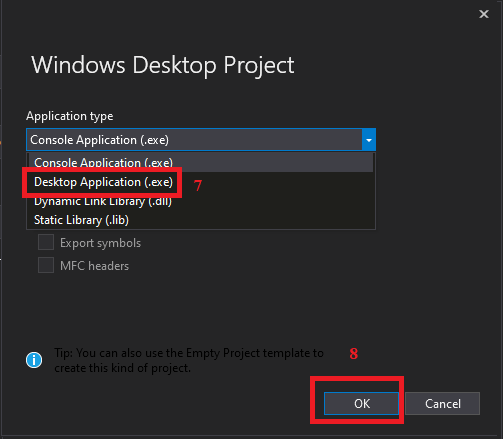 Windows Desktop Project
Application type
Console Application (.exe)
Console Application (.exe)
Desktop Application (.exe)
7
Dynamic Link Library (.dll)
Static Library (.lib)
Export symbols
MFC headers
Tip: You can also use the Empty Project template to
create this kind of project.
8
OK
Cancel